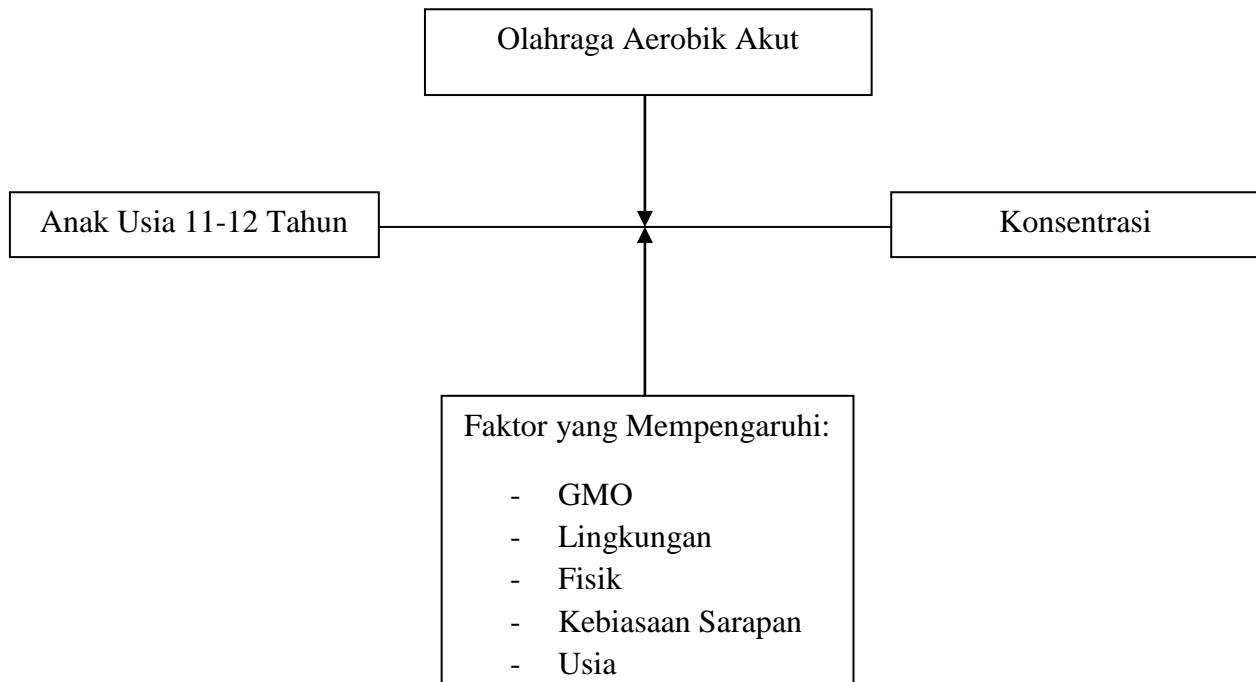 Olahraga Aerobik Akut
Anak Usia 11-12 Tahun
Konsentrasi
Faktor yang Mempengaruhi:
- GMO
- Lingkungan
- Fisik
- Kebiasaan Sarapan
- Usia